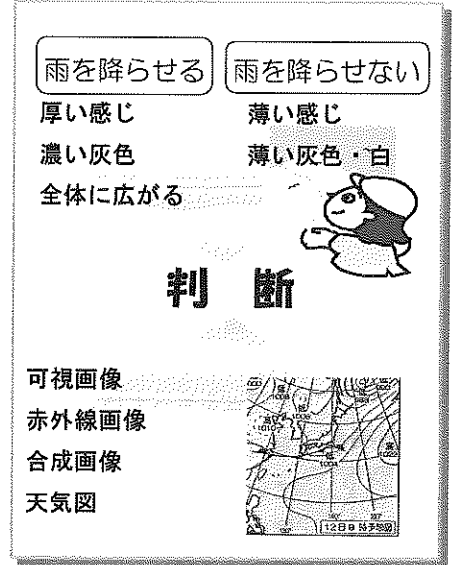 雨を降らせる
雨を降らせない
厚い感じ
薄い感じ
濃い灰色
薄い灰色・白
全体に広がる
判 断
可視画像
赤外線画像
合成画像
天気図
12日9時予想図